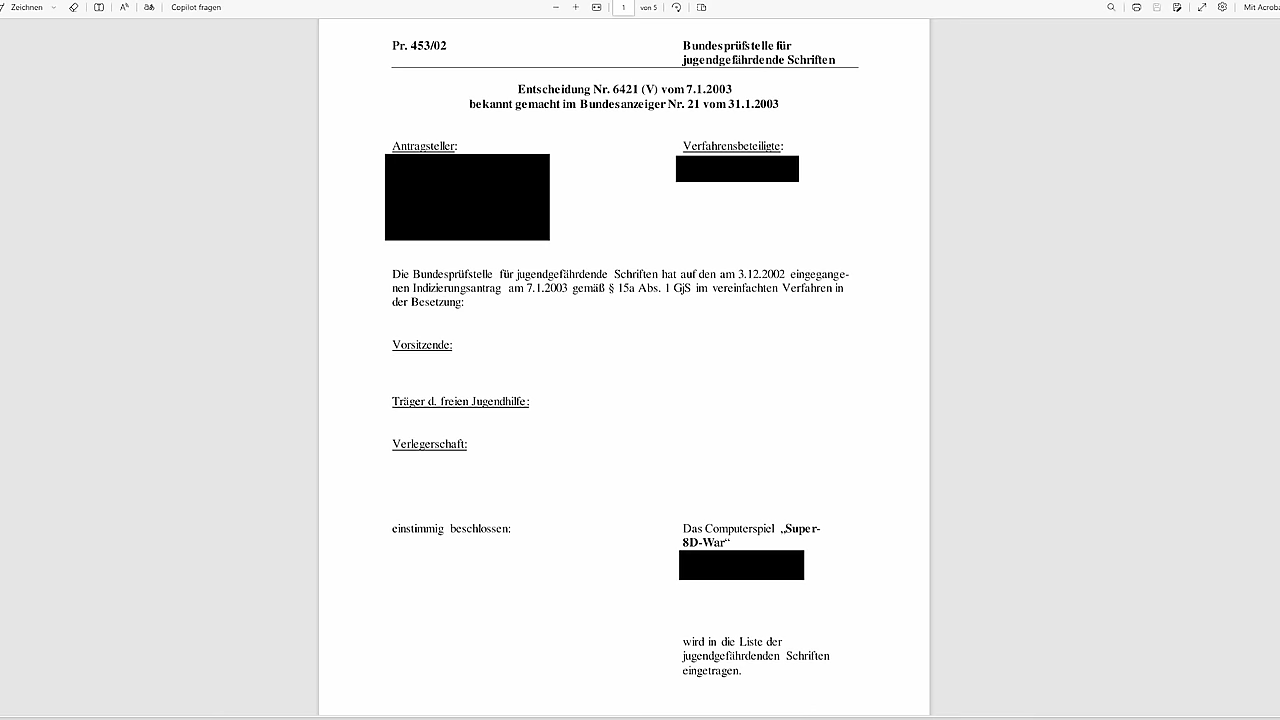 Zeichnen
Copilot fragen
1 von 5
Pr. 453/02
Bundesprüfstelle für
jugendgefährdende Schriften
Entscheidung Nr. 6421 (V) vom 7.1.2003
bekannt gemacht im Bundesanzeiger Nr. 21 vom 31.1.2003
Antragsteller:
Verfahrensbeteiligte:
Die Bundesprüfstelle für jugendgefährdende Schriften hat auf den am 3.12.2002 eingegange-
nen Indizierungsantrag am 7.1.2003 gemäß § 15a Abs. 1 GjS im vereinfachten Verfahren in
der Besetzung:
Vorsitzende:
Träger d. freien Jugendhilfe:
Verlegerschaft:
einstimmig beschlossen:
Das Computerspiel „Super-
8D-War“
wird in die Liste der
jugendgefährdenden Schriften
eingetragen.